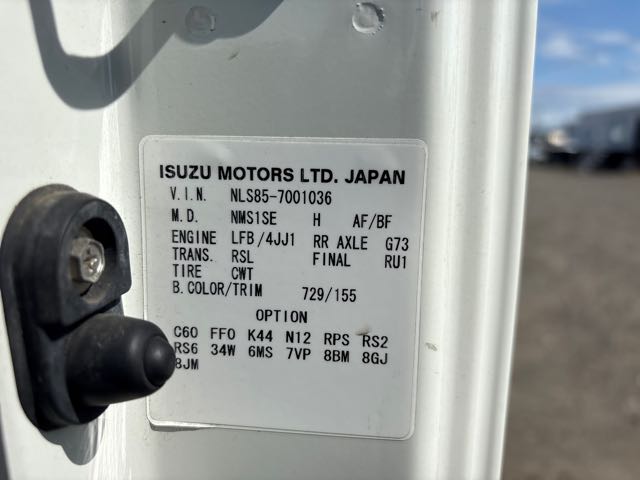 ISUZU MOTORS LTD. JAPAN
V.I.N. NLS85-7001036
M.D. NMS1SE H AF/BF
ENGINE LFB/4JJ1 RR AXLE G73
TRANS. RSL FINAL RU1
TIRE CWT
B.COLOR/TRIM 729/155
OPTION
C60 FF0 K44 N12 RPS RS2
RS6 34W 6MS 7VP 8BM 8GJ
8JM